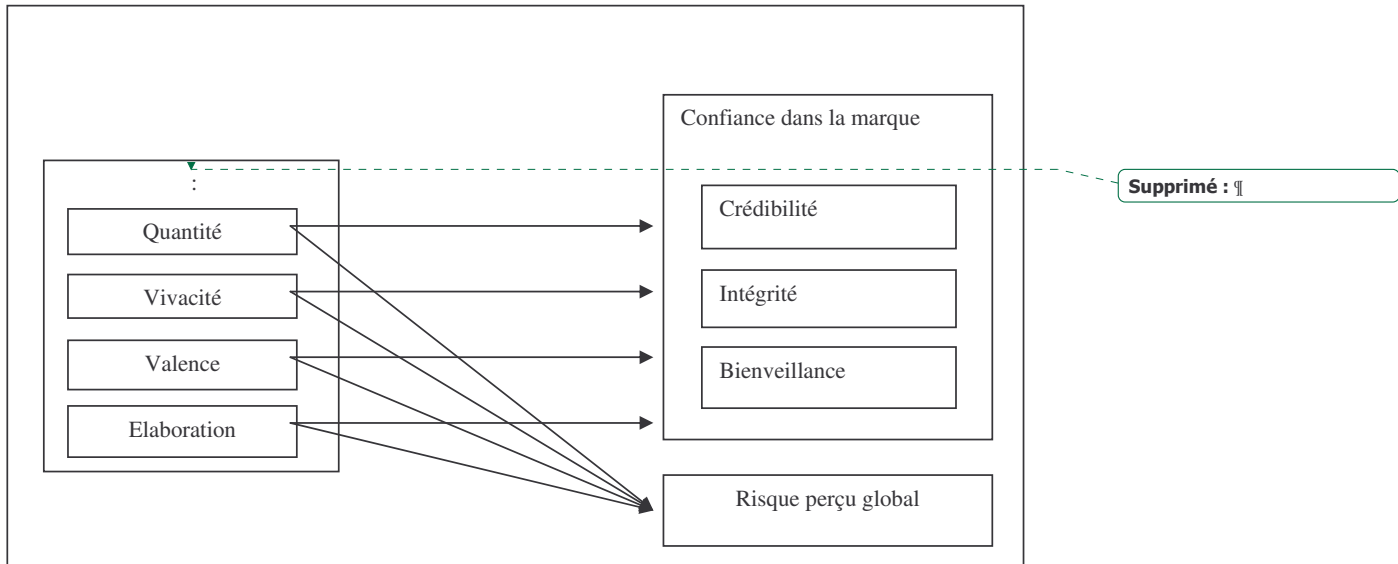 Confiance dans la marque
:
Supprimé : ¶
Quantité
Vivacité
Valence
Elaboration
Crédibilité
Intégrité
Bienveillance
Risque perçu global